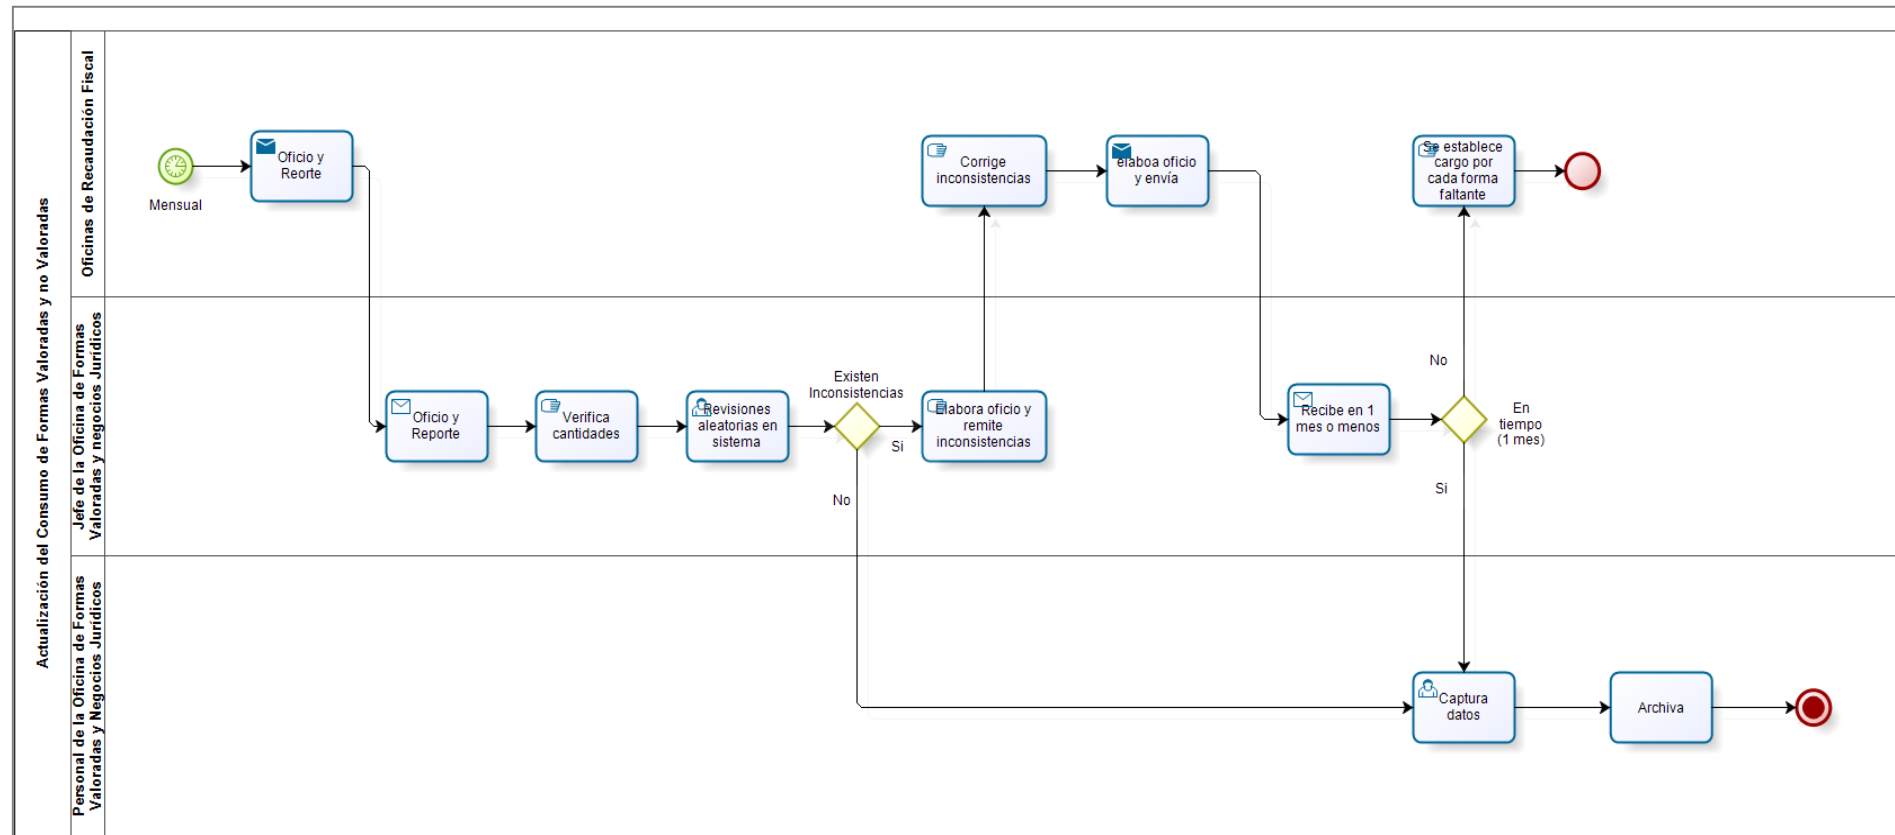 Actualización del Consumo de Formas Valoradas y no Valoradas
Oficinas de Recaudación Fiscal
Mensual
Oficio y
Reorte
Corrige
inconsistencias
elaboa oficio
y envía
Se establece
cargo por
cada forma
faltante
Jefe de la Oficina de Formas
Valoradas y negocios Jurídicos
Oficio y
Reporte
Verifica
cantidades
Revisiones
aleatorias en
sistema
Existen
Inconsistencias
Si
No
Elabora oficio y
remite
inconsistencias
Recibe en 1
mes o menos
No
En
tiempo
(1 mes)
Si
Personal de la Oficina de Formas
Valoradas y Negocios Jurídicos
Captura
datos
Archiva